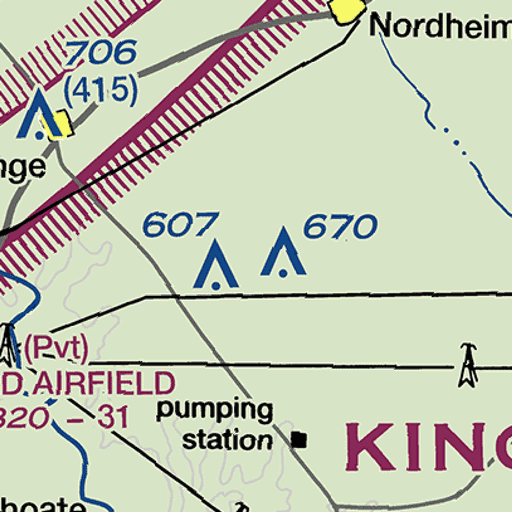 Nordheim
706
(415)
nge
607
670
(Pvt)
D AIRFIELD
320 - 31
pumping
station
KING
hoate